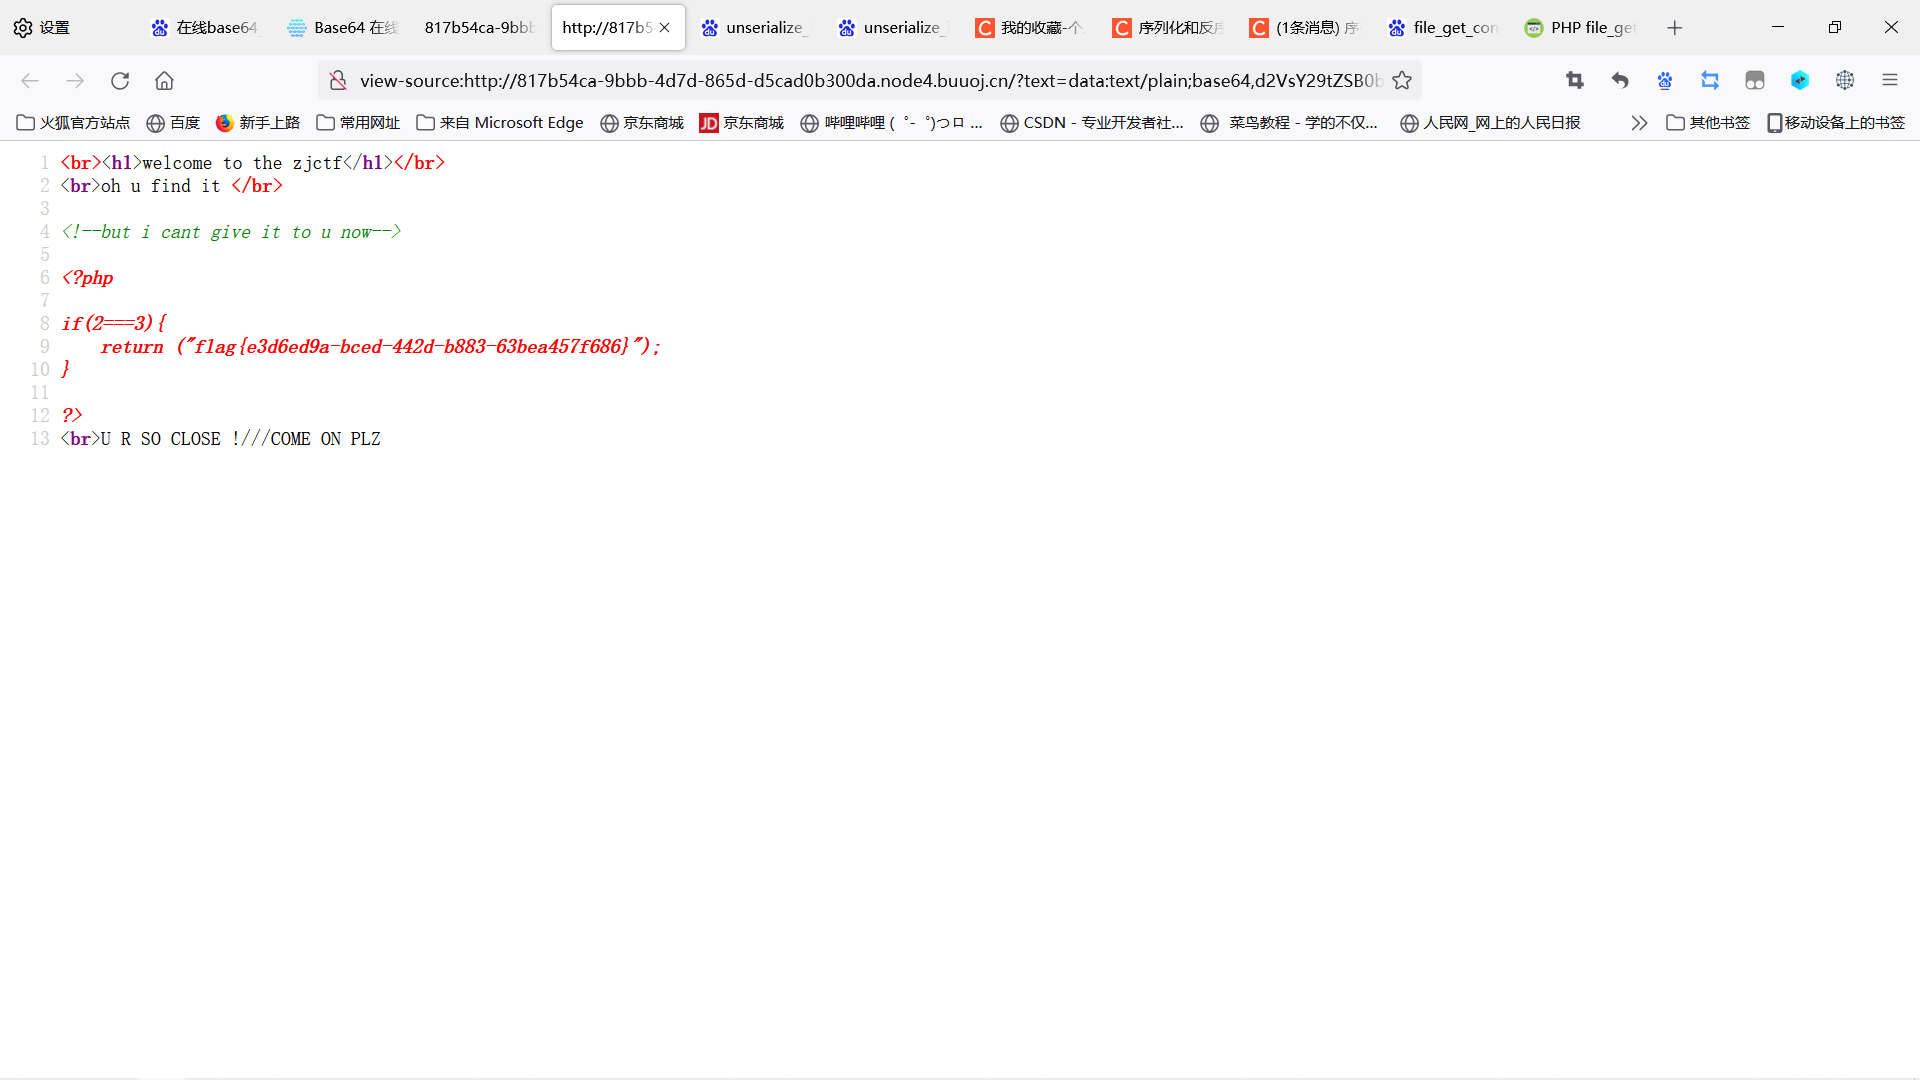 设置
在线base64
Base64 在线
817b54ca-9bbb
http://817b5
unserialize_
unserialize_
我的收藏-个
序列化和反序
(1条消息) 序
file_get_con
PHP file_get
view-source:http://817b54ca-9bbb-4d7d-865d-d5cad0b300da.node4.buuoj.cn/?text=data:text/plain;base64,d2VsY29tZSB0b
火狐官方站点 百度 新手上路 常用网址 来自 Microsoft Edge 京东商城 JD 京东商城 哔哩哔哩 ( ゜- ゜)つロ ... CSDN - 专业开发者社... 菜鸟教程 - 学的不仅... 人民网_网上的人民日报 其他书签 移动设备上的书签
1 <br><h1>welcome to the zjctf</h1></br>
2 <br>oh u find it </br>
3
4 <!--but i cant give it to u now-->
5
6 <?php
7
8 if(2===3){
9     return ("flag{e3d6ed9a-bced-442d-b883-63bea457f686}");
10 }
11
12 ?>
13 <br>U R SO CLOSE !///COME ON PLZ